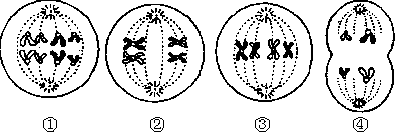 ① ② ③ ④